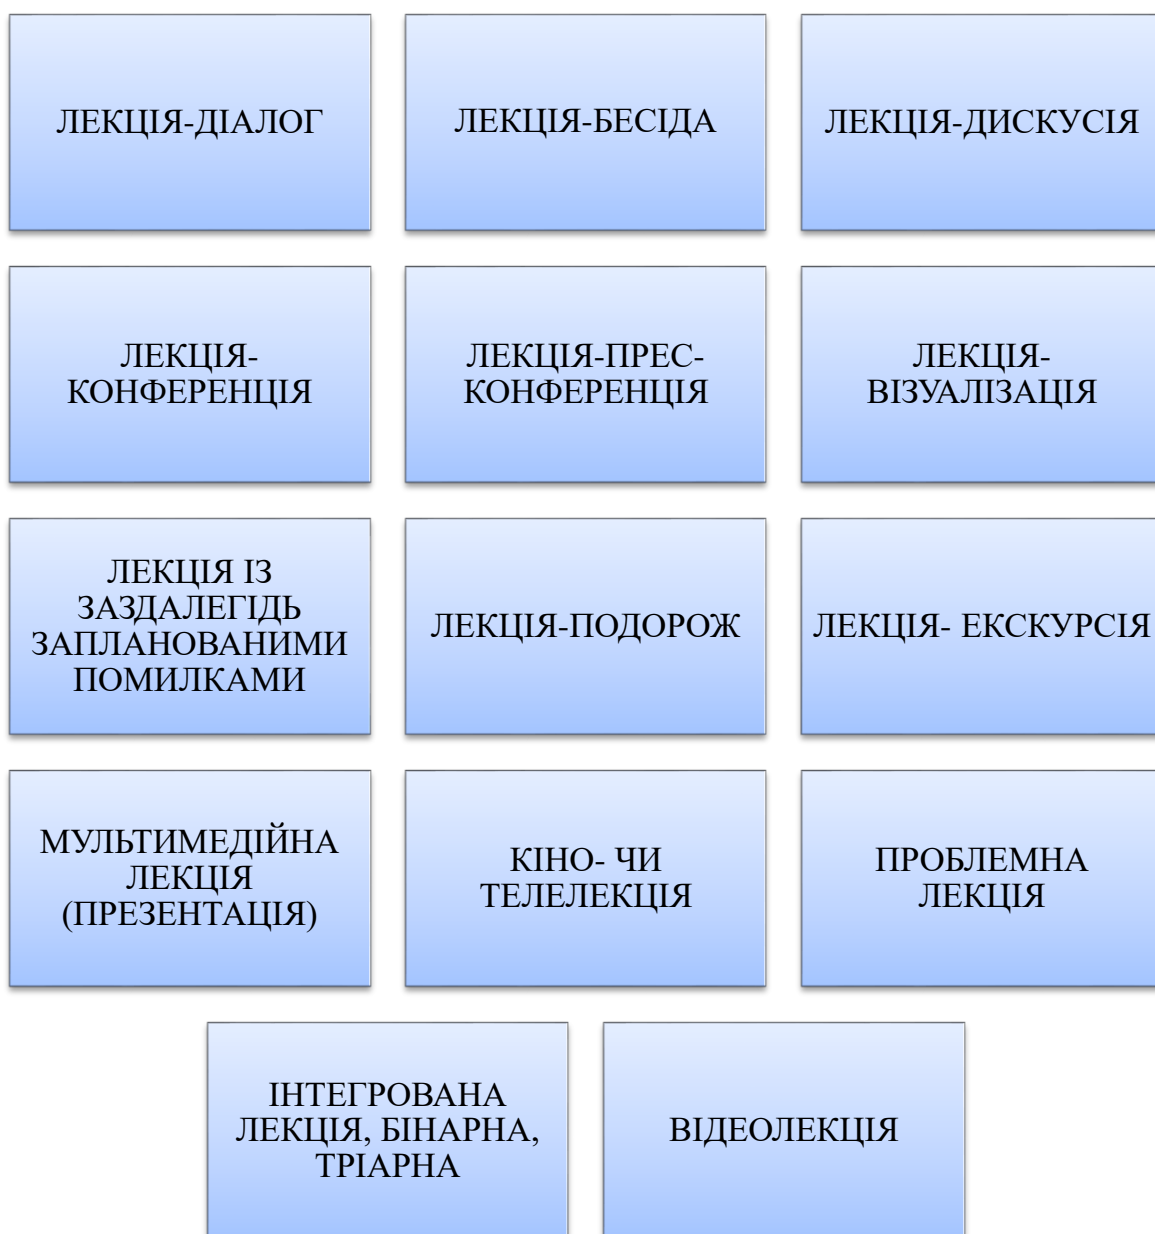 ЛЕКЦІЯ-ДІАЛОГ
ЛЕКЦІЯ-БЕСІДА
ЛЕКЦІЯ-ДИСКУСІЯ
ЛЕКЦІЯ-
КОНФЕРЕНЦІЯ
ЛЕКЦІЯ-ПРЕС-
КОНФЕРЕНЦІЯ
ЛЕКЦІЯ-
ВІЗУАЛІЗАЦІЯ
ЛЕКЦІЯ ІЗ
ЗАЗДАЛЕГІДЬ
ЗАПЛАНОВАНИМИ
ПОМИЛКАМИ
ЛЕКЦІЯ-ПОДОРОЖ
ЛЕКЦІЯ- ЕКСКУРСІЯ
МУЛЬТИМЕДІЙНА
ЛЕКЦІЯ
(ПРЕЗЕНТАЦІЯ)
КІНО- ЧИ
ТЕЛЕЛЕКЦІЯ
ПРОБЛЕМНА
ЛЕКЦІЯ
ІНТЕГРОВАНА
ЛЕКЦІЯ, БІНАРНА,
ТРІАРНА
ВІДЕОЛЕКЦІЯ